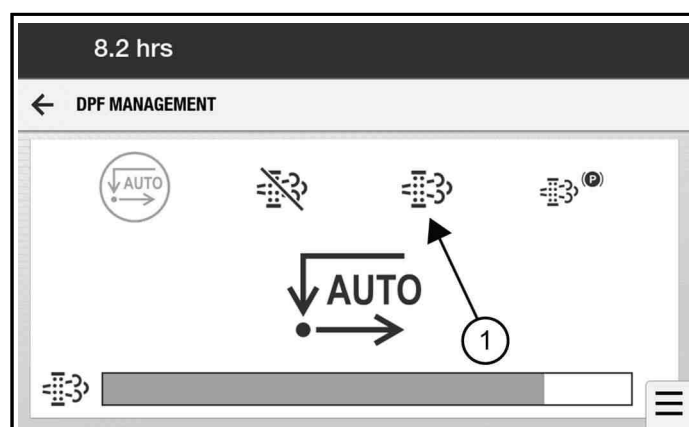 8.2 hrs
DPF MANAGEMENT
AUTO
(P)
AUTO
1